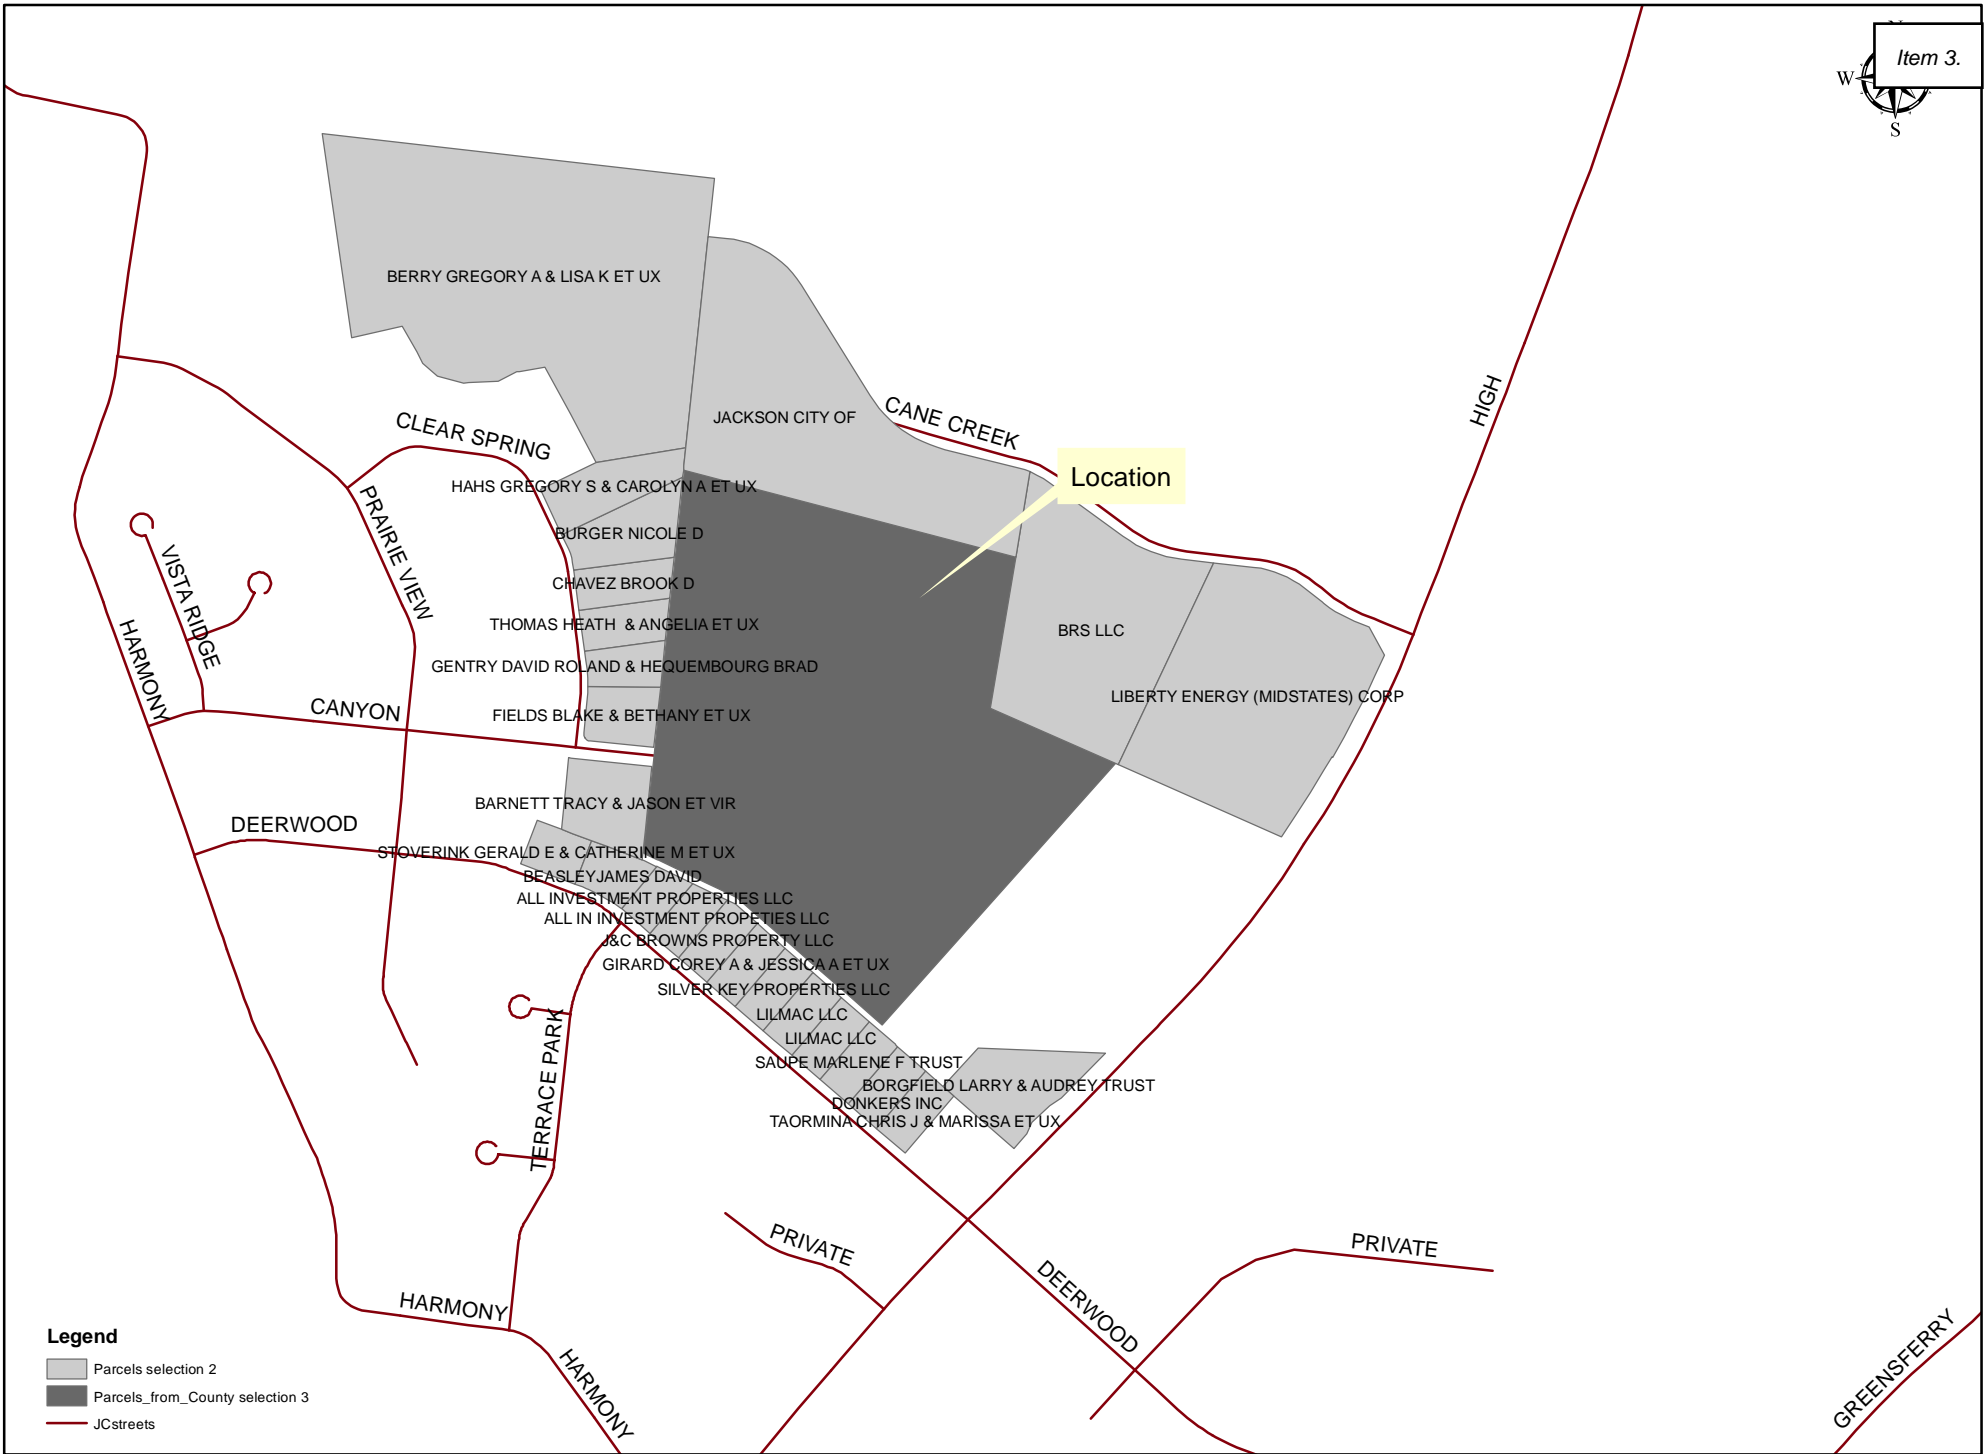 N
Item 3.
W
S
BERRY GREGORY A & LISA K ET UX
HIGH
JACKSON CITY OF
CANE CREEK
CLEAR SPRING
Location
HAHS GREGORY S & CAROLYN A ET UX
PRAIRIE VIEW
BURGER NICOLE D
VISTA RIDGE
CHAVEZ BROOK D
THOMAS HEATH  & ANGELIA ET UX
BRS LLC
HARMONY
GENTRY DAVID ROLAND & HEQUEMBOURG BRAD
LIBERTY ENERGY (MIDSTATES) CORP
CANYON
FIELDS BLAKE & BETHANY ET UX
BARNETT TRACY & JASON ET VIR
DEERWOOD
STOVERINK GERALD E & CATHERINE M ET UX
BEASLEYJAMES DAVID
ALL INVESTMENT PROPERTIES LLC
ALL IN INVESTMENT PROPETIES LLC
J&C BROWNS PROPERTY LLC
GIRARD COREY A & JESSICA A ET UX
SILVER KEY PROPERTIES LLC
LILMAC LLC
LILMAC LLC
SAUPE MARLENE F TRUST
TERRACE PARK
BORGFIELD LARRY & AUDREY TRUST
DONKERS INC
TAORMINA CHRIS J & MARISSA ET UX
PRIVATE
PRIVATE
DEERWOOD
HARMONY
HARMONY
GREENSFERRY
Legend
Parcels selection 2
Parcels_from_County selection 3
JCstreets